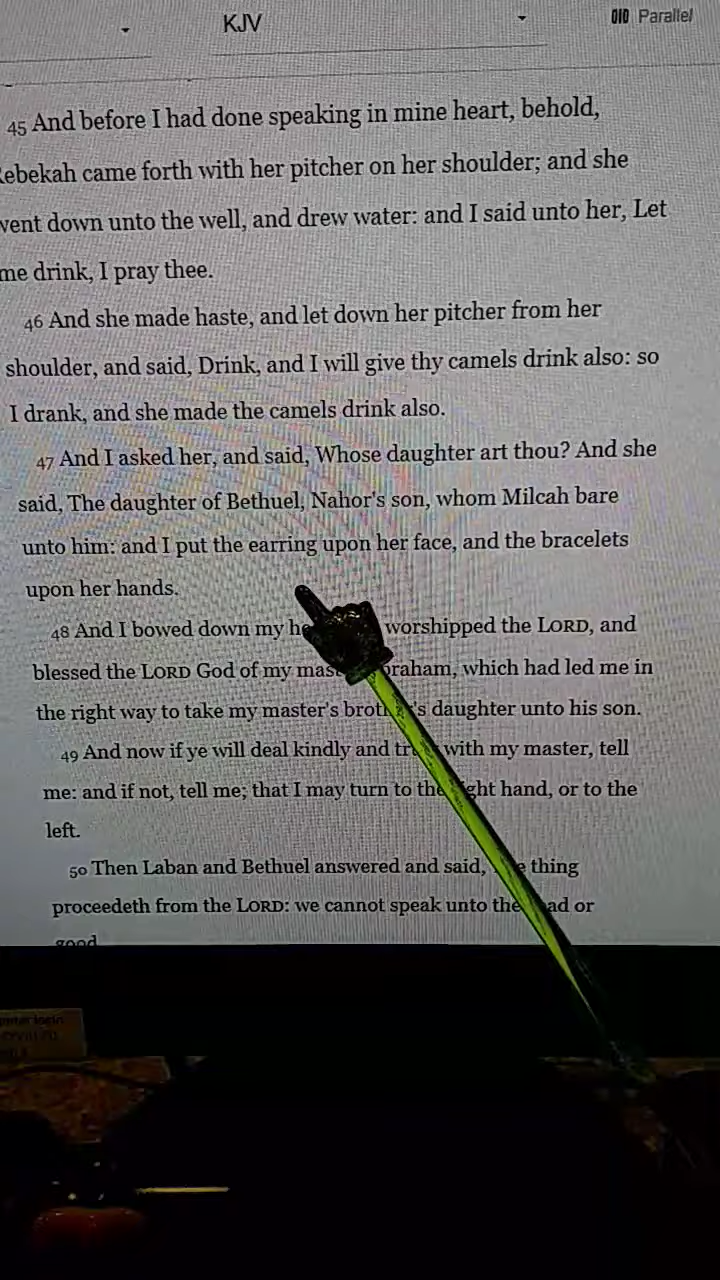 KJV
Parallel
45 And before I had done speaking in mine heart, behold,
ebekah came forth with her pitcher on her shoulder; and she
went down unto the well, and drew water: and I said unto her, Let
me drink, I pray thee.
46 And she made haste, and let down her pitcher from her
shoulder, and said, Drink, and I will give thy camels drink also: so
I drank, and she made the camels drink also.
47 And I asked her, and said, Whose daughter art thou? And she
said, The daughter of Bethuel, Nahor's son, whom Milcah bare
unto him: and I put the earring upon her face, and the bracelets
upon her hands.
48 And I bowed down my he worshipped the LORD, and
blessed the LORD God of my mas braham, which had led me in
the right way to take my master's brot 's daughter unto his son.
49 And now if ye will deal kindly and tr with my master, tell
me: and if not, tell me; that I may turn to the ght hand, or to the
left.
50 Then Laban and Bethuel answered and said, e thing
proceedeth from the LORD: we cannot speak unto the ad or
good